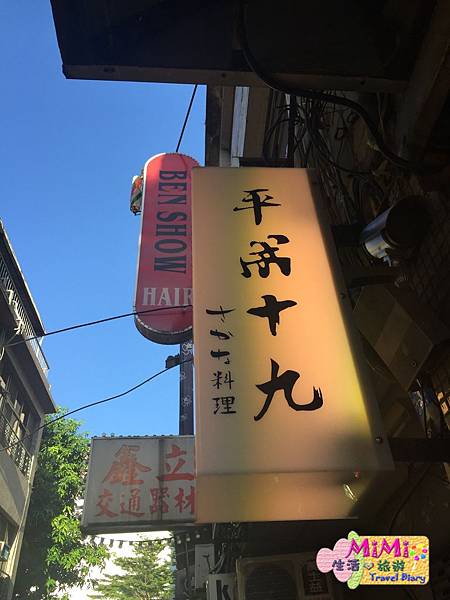 BEN SHOW
HAIR
平開十九
さかな料理
鑫立
交通器材
MiMi
生活♡旅遊
Travel Diary